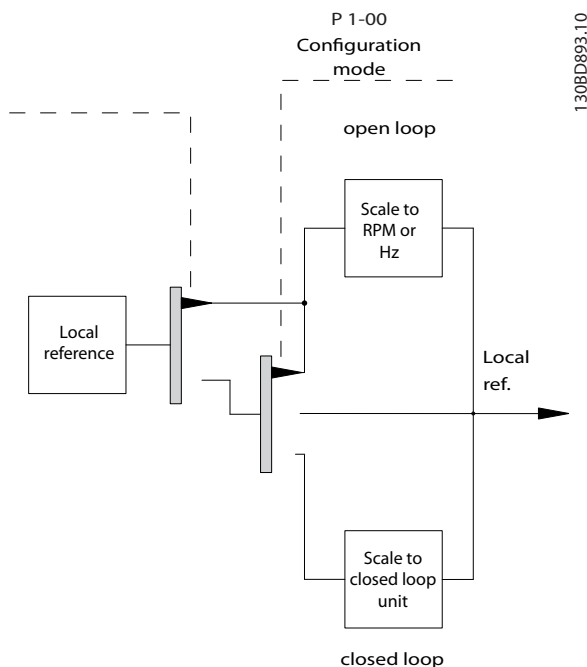 P 1-00
Configuration
mode
130BD893.10
open loop
Scale to
RPM or
Hz
Local
reference
Local
ref.
Scale to
closed loop
unit
closed loop